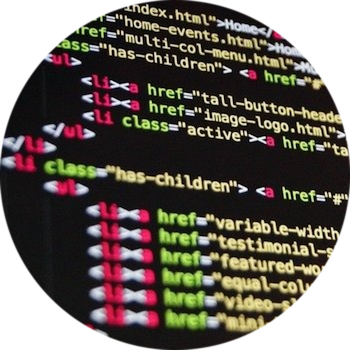 index.html">Home</
="home-events.html">Home
href="multi-col-menu.html">Hom
class="has-children"> <a href="#
<ul>
<li><a href="tall-button-heade
<li><a href="image-logo.html">
<li class="active"><a href="ta
</ul>
</li>
<li class="has-children"> <a href="#"
<ul>
<li><a href="variable-width
<li><a href="testimonial-s
<li><a href="featured-wo
<li><a href="equal-col
<li><a href="video-s
<li><a href="mini